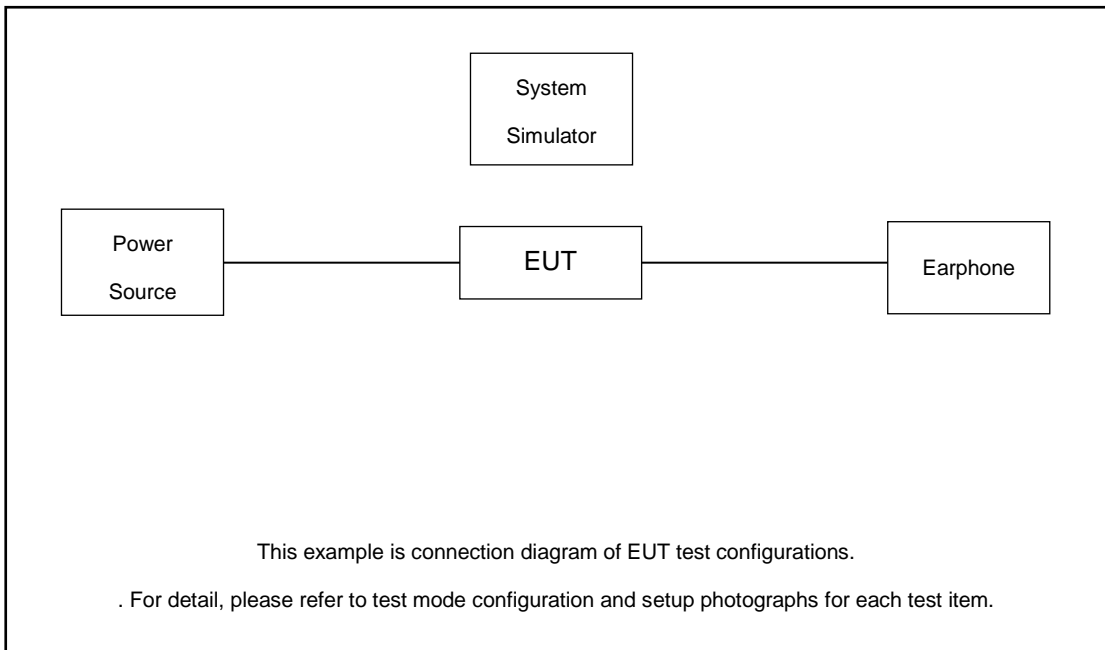 System
Simulator
Power
Source
EUT
Earphone
This example is connection diagram of EUT test configurations.
. For detail, please refer to test mode configuration and setup photographs for each test item.